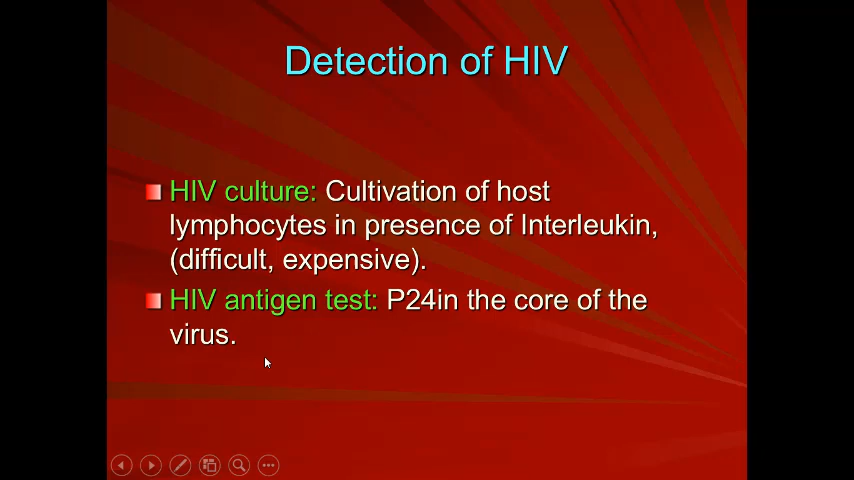 Detection of HIV
HIV culture: Cultivation of host
lymphocytes in presence of Interleukin,
(difficult, expensive).
HIV antigen test: P24in the core of the
virus.